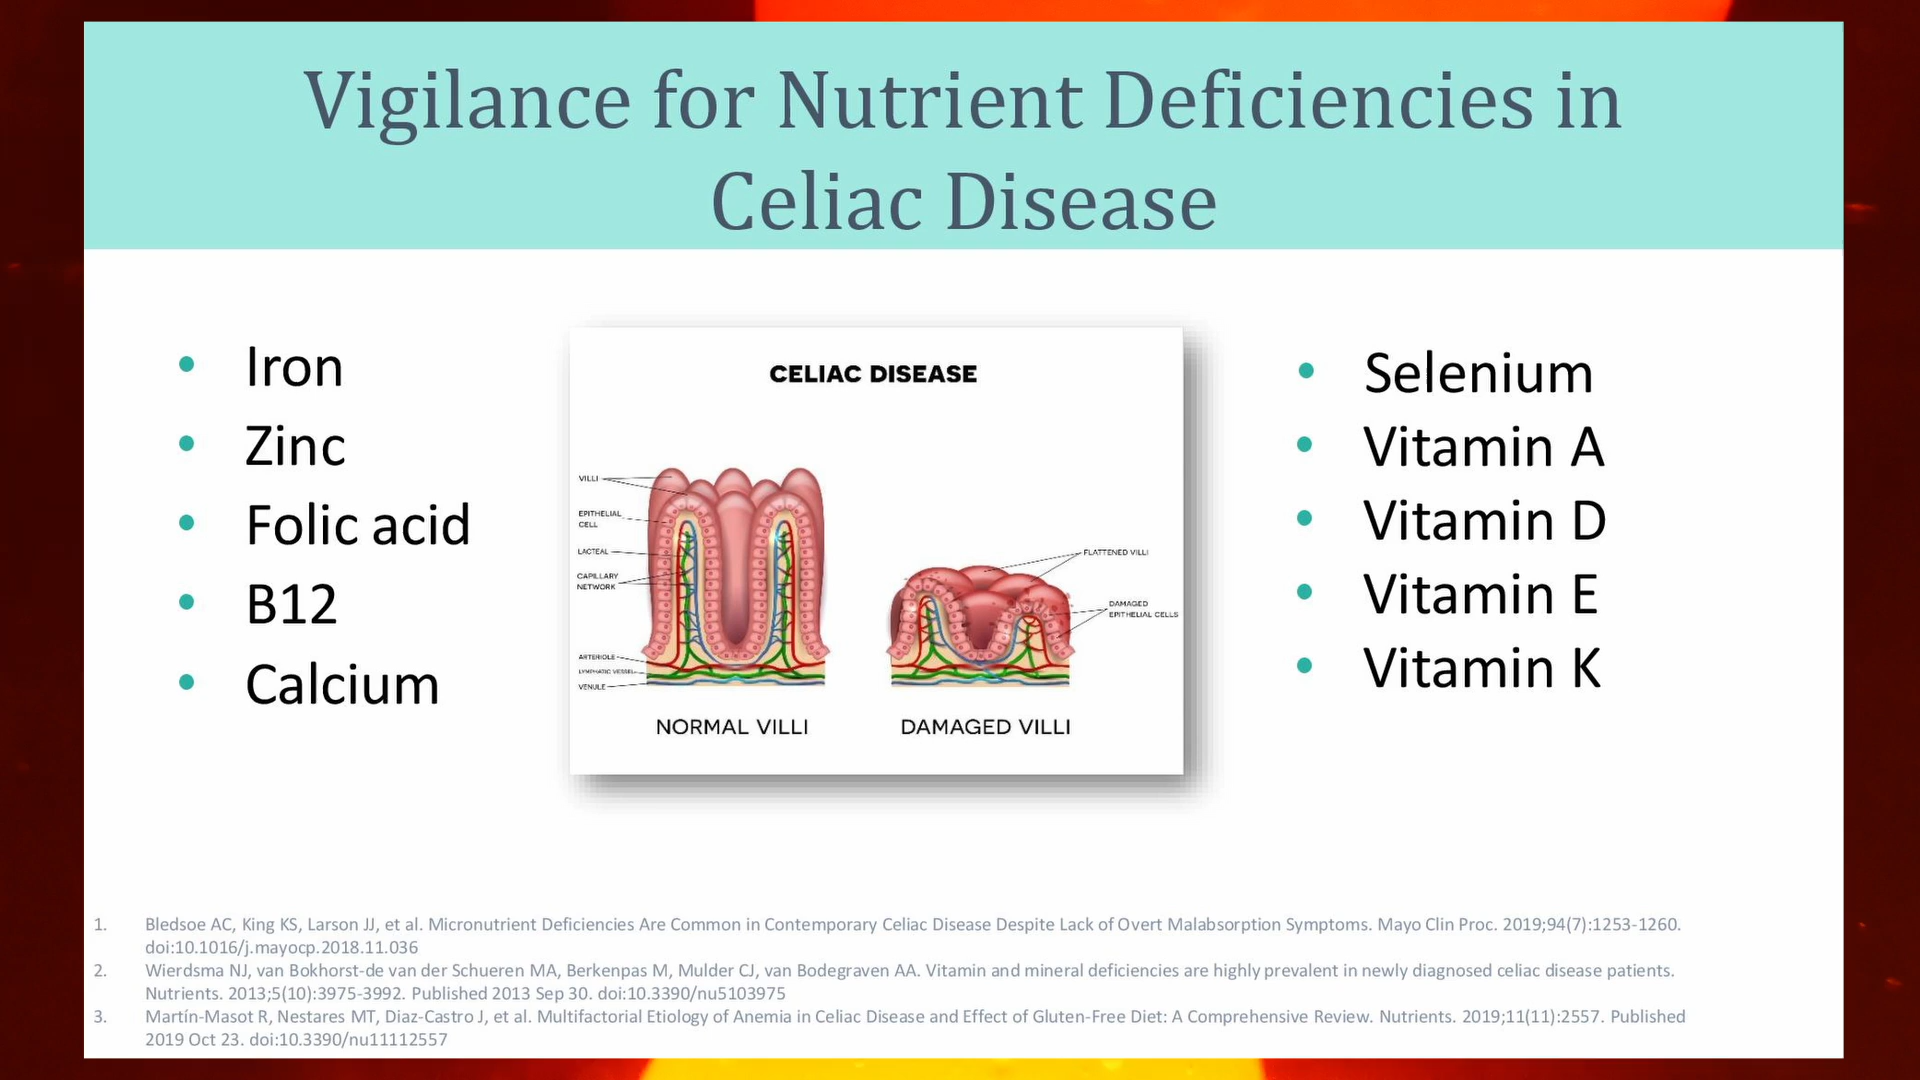 Vigilance for Nutrient Deficiencies in
Celiac Disease
• Iron
• Zinc
• Folic acid
• B12
• Calcium
CELIAC DISEASE
VILLI
EPITHELIAL
CELL
LACTEAL
CAPILLARY
NETWORK
ARTERIOLE
LYMPHATIC VESSEL
VENULE
NORMAL VILLI
FLATTENED VILLI
DAMAGED
EPITHELIAL CELLS
DAMAGED VILLI
• Selenium
• Vitamin A
• Vitamin D
• Vitamin E
• Vitamin K
1. Bledsoe AC, King KS, Larson JJ, et al. Micronutrient Deficiencies Are Common in Contemporary Celiac Disease Despite Lack of Overt Malabsorption Symptoms. Mayo Clin Proc. 2019;94(7):1253-1260.
doi:10.1016/j.mayocp.2018.11.036
2. Wierdsma NJ, van Bokhorst-de van der Schueren MA, Berkenpas M, Mulder CJ, van Bodegraven AA. Vitamin and mineral deficiencies are highly prevalent in newly diagnosed celiac disease patients.
Nutrients. 2013;5(10):3975-3992. Published 2013 Sep 30. doi:10.3390/nu5103975
3. Martín-Masot R, Nestares MT, Diaz-Castro J, et al. Multifactorial Etiology of Anemia in Celiac Disease and Effect of Gluten-Free Diet: A Comprehensive Review. Nutrients. 2019;11(11):2557. Published
2019 Oct 23. doi:10.3390/nu11112557